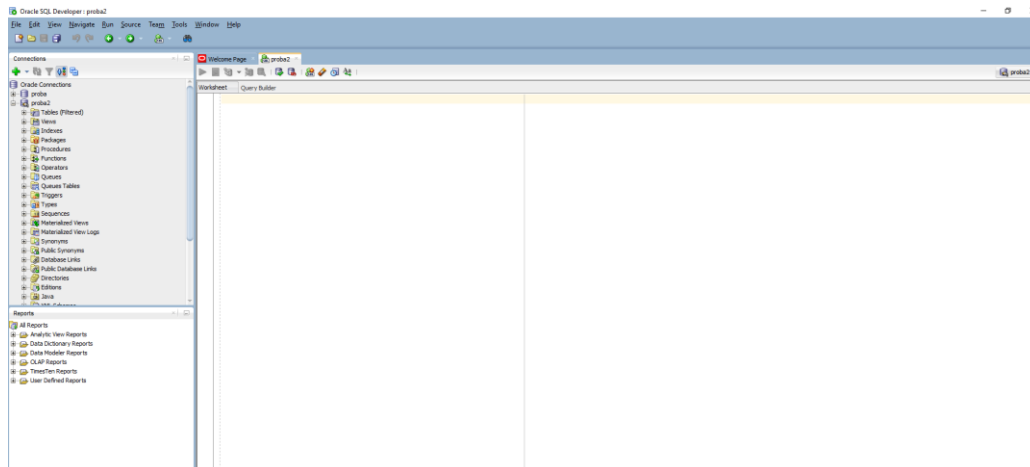 Oracle SQL Developer : proba2
File Edit View Navigate Run Source Team Tools Window Help
Connections
Oracle Connections
proba
proba2
Tables (Filtered)
Views
Indexes
Packages
Procedures
Functions
Operators
Queues
Queues Tables
Triggers
Types
Sequences
Materialized Views
Materialized View Logs
Synonyms
Public Synonyms
Database Links
Public Database Links
Directories
Editions
Java
Reports
All Reports
Analytic View Reports
Data Dictionary Reports
Data Modeler Reports
OLAP Reports
TimesTen Reports
User Defined Reports
Welcome Page proba2
proba2
Worksheet Query Builder